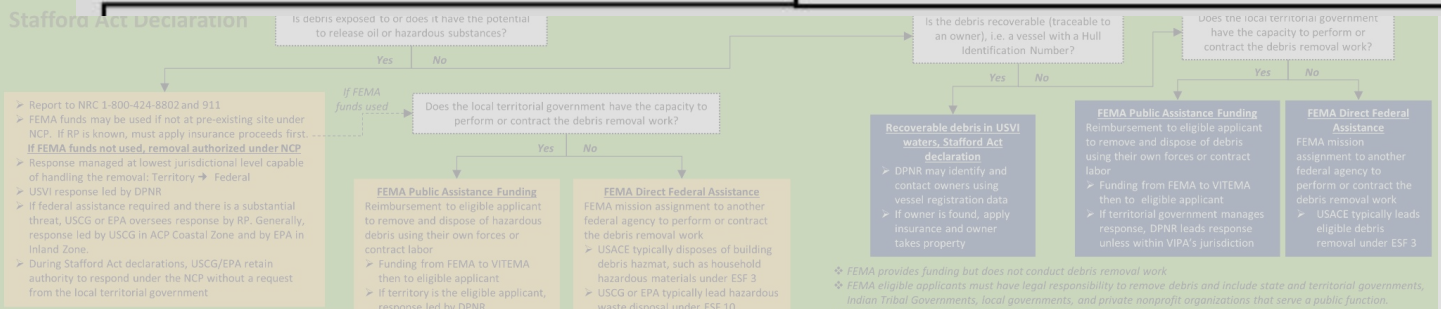 Stafford Act Declaration
Is debris exposed to or does it have the potential
to release oil or hazardous substances?
Yes
No
➢ Report to NRC 1-800-424-8802 and 911
➢ FEMA funds may be used if not at pre-existing site under
NCP. If RP is known, must apply insurance proceeds first.
If FEMA funds not used, removal authorized under NCP
➢ Response managed at lowest jurisdictional level capable
of handling the removal: Territory ➔ Federal
➢ USVI response led by DPNR
➢ If federal assistance required and there is a substantial
threat, USCG or EPA oversees response by RP. Generally,
response led by USCG in ACP Coastal Zone and by EPA in
Inland Zone.
➢ During Stafford Act declarations, USCG/EPA retain
authority to respond under the NCP without a request
from the local territorial government
If FEMA
funds used
Does the local territorial government have the capacity to
perform or contract the debris removal work?
Yes
No
FEMA Public Assistance Funding
Reimbursement to eligible applicant
to remove and dispose of hazardous
debris using their own forces or
contract labor
➢ Funding from FEMA to VITEMA
then to eligible applicant
➢ If territory is the eligible applicant,
response led by DPNR
FEMA Direct Federal Assistance
FEMA mission assignment to another
federal agency to perform or contract
the debris removal work
➢ USACE typically disposes of building
debris hazmat, such as household
hazardous materials under ESF 3
➢ USCG or EPA typically lead hazardous
waste disposal under ESF 10
Is the debris recoverable (traceable to
an owner), i.e. a vessel with a Hull
Identification Number?
Yes
No
Recoverable debris in USVI
waters, Stafford Act
declaration
➢ DPNR may identify and
contact owners using
vessel registration data
➢ If owner is found, apply
insurance and owner
takes property
Does the local territorial government
have the capacity to perform or
contract the debris removal work?
Yes
No
FEMA Public Assistance Funding
Reimbursement to eligible applicant
to remove and dispose of debris
using their own forces or contract
labor
➢ Funding from FEMA to VITEMA
then to eligible applicant
➢ If territorial government manages
response, DPNR leads response
unless within VIPA's jurisdiction
FEMA Direct Federal
Assistance
FEMA mission
assignment to another
federal agency to
perform or contract the
debris removal work
➢ USACE typically leads
eligible debris
removal under ESF 3
❖ FEMA provides funding but does not conduct debris removal work
❖ FEMA eligible applicants must have legal responsibility to remove debris and include state and territorial governments,
Indian Tribal Governments, local governments, and private nonprofit organizations that serve a public function.